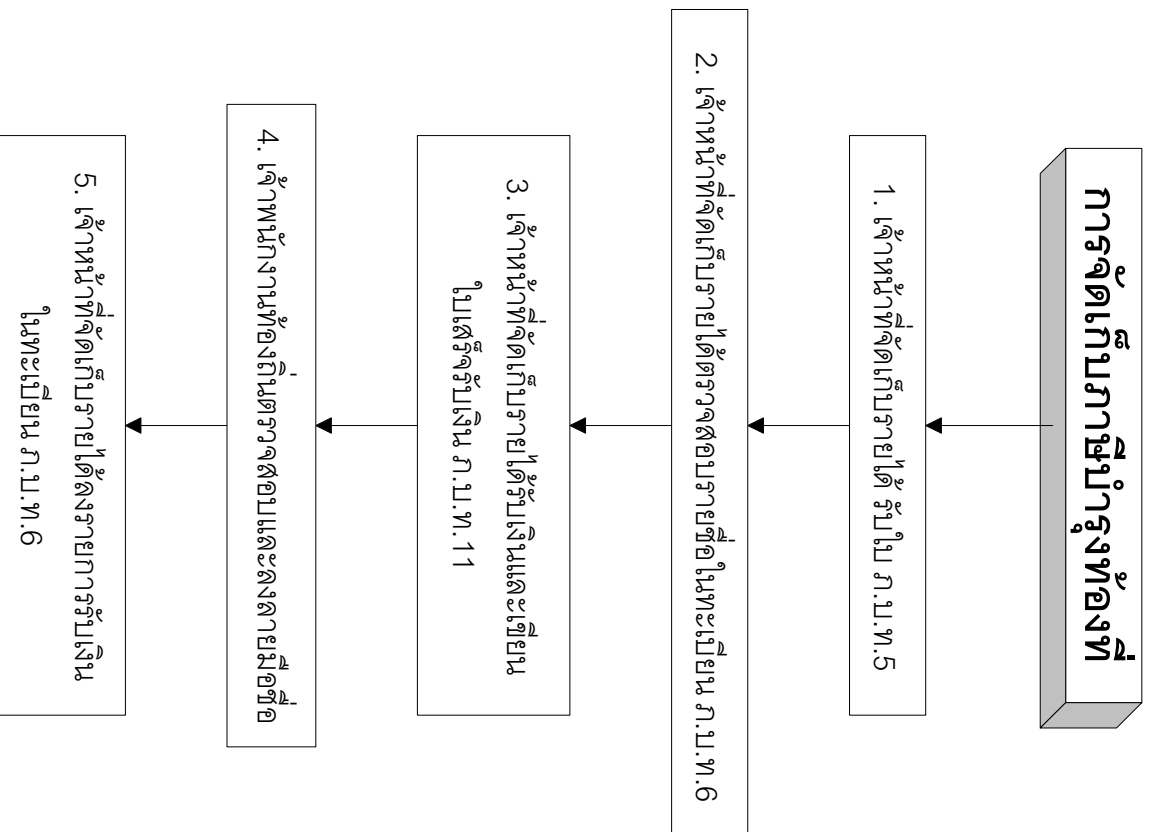 การจัดเก็บภาษีบำรุงท้องที่
1. เจ้าหน้าที่จัดเก็บรายได้ รับใบ ภ.บ.ท.5
2. เจ้าหน้าที่จัดเก็บรายได้ตรวจสอบรายชื่อในทะเบียน ภ.บ.ท.6
3. เจ้าหน้าที่จัดเก็บรายได้รับเงินและเขียน
ใบเสร็จรับเงิน ภ.บ.ท.11
4. เจ้าพนักงานท้องถิ่นตรวจสอบและลงลายมือชื่อ
5. เจ้าหน้าที่จัดเก็บรายได้ลงรายการรับเงิน
ในทะเบียน ภ.บ.ท.6